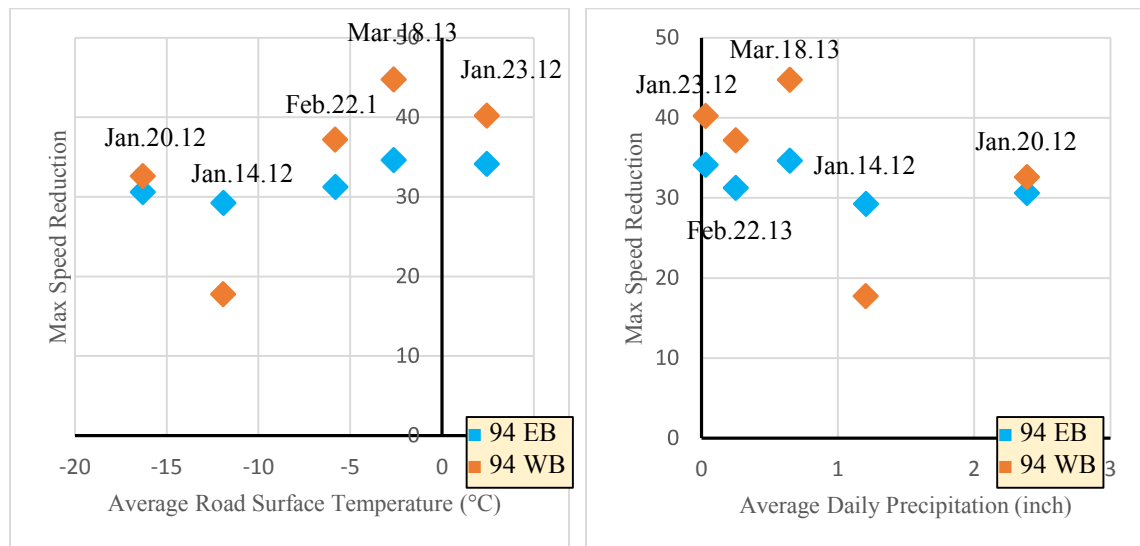 Max Speed Reduction
50
40
30
20
10
0
Mar.18.13
Jan.23.12
Feb.22.1
Jan.20.12
Jan.14.12
-20
-15
-10
-5
0
94 EB
94 WB
Average Road Surface Temperature (°C)
Max Speed Reduction
50
40
30
20
10
0
Mar.18.13
Jan.23.12
Jan.14.12
Jan.20.12
Feb.22.13
0
1
2
3
94 EB
94 WB
Average Daily Precipitation (inch)